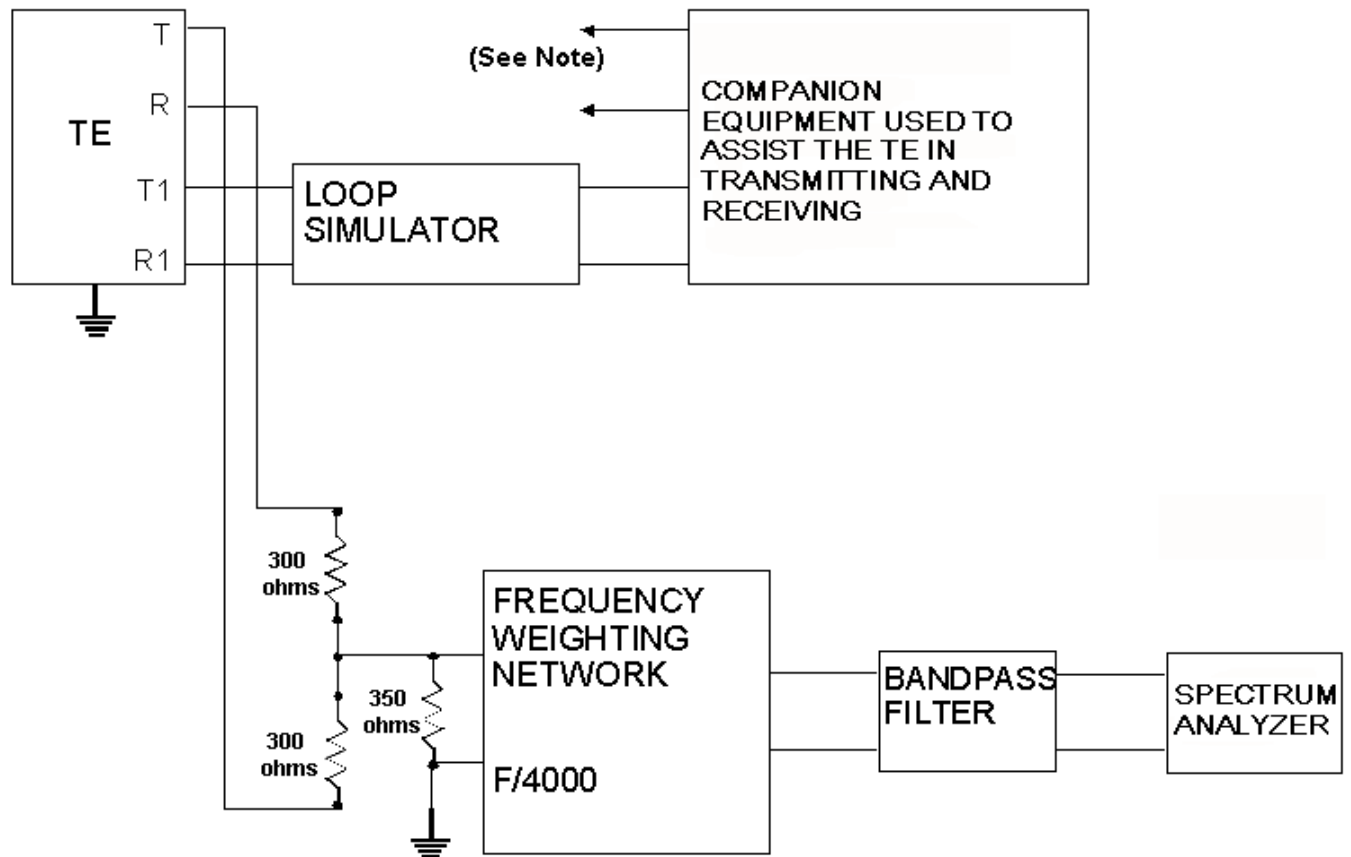 T
(See Note)
R
TE
COMPANION
EQUIPMENT USED TO
ASSIST THE TE IN
TRANSMITTING AND
RECEIVING
T1
R1
LOOP
SIMULATOR
300
ohms
350
ohms
300
ohms
FREQUENCY
WEIGHTING
NETWORK
F/4000
BANDPASS
FILTER
SPECTRUM
ANALYZER